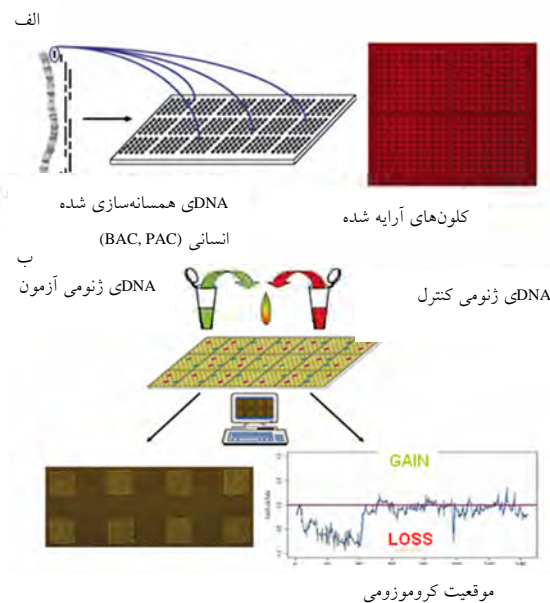 الف
DNAی همسانه‌سازی شده
انسانی (BAC, PAC)
کلون‌های آرایه شده
ب
DNAی ژنومی آزمون
DNAی ژنومی کنترل
GAIN
LOSS
موقعیت کروموزومی